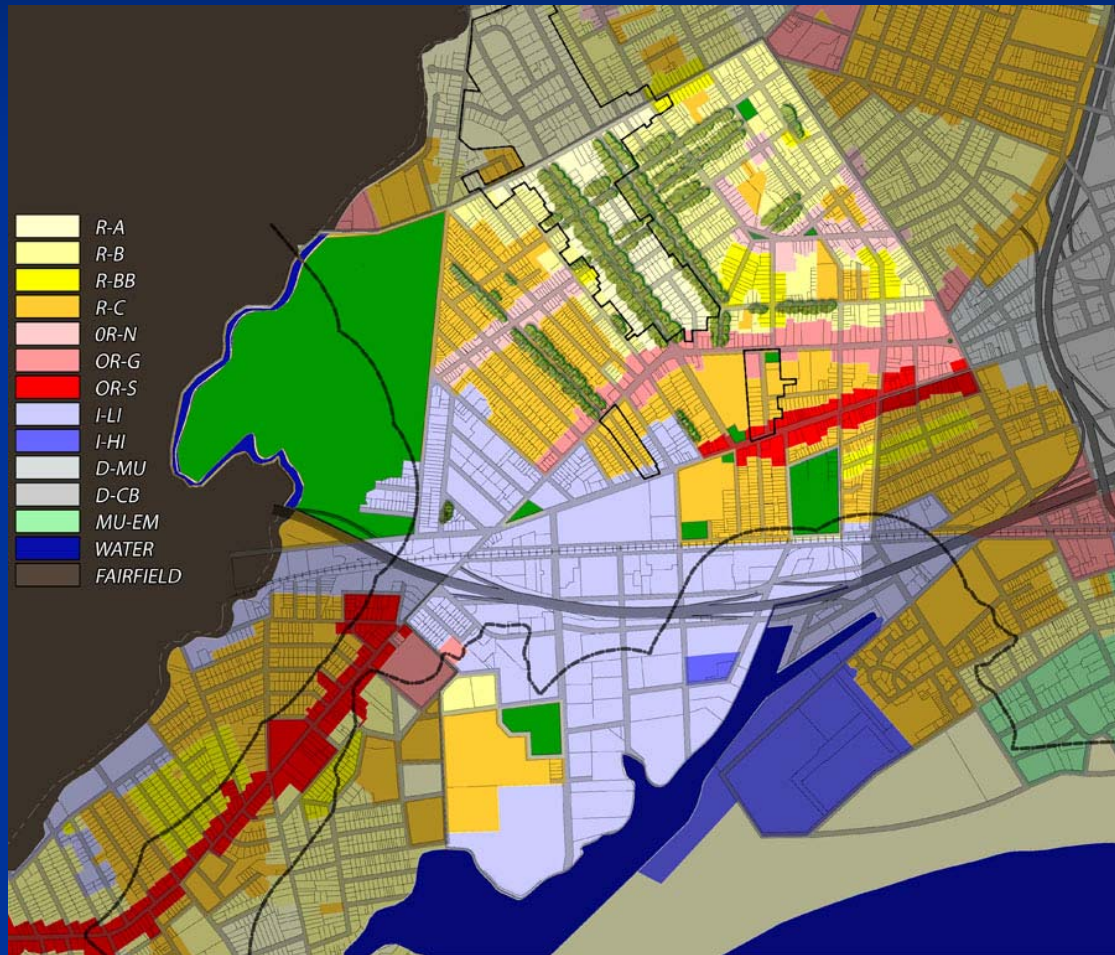 R-A
R-B
R-BB
R-C
0R-N
OR-G
OR-S
I-LI
I-HI
D-MU
D-CB
MU-EM
WATER
FAIRFIELD